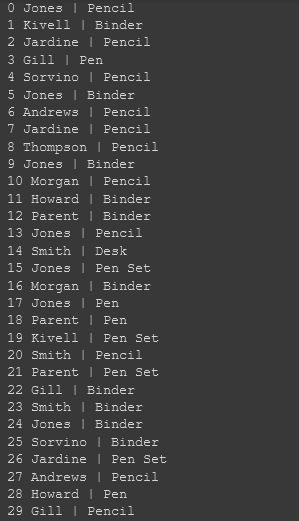 0 Jones | Pencil
1 Kivell | Binder
2 Jardine | Pencil
3 Gill | Pen
4 Sorvino | Pencil
5 Jones | Binder
6 Andrews | Pencil
7 Jardine | Pencil
8 Thompson | Pencil
9 Jones | Binder
10 Morgan | Pencil
11 Howard | Binder
12 Parent | Binder
13 Jones | Pencil
14 Smith | Desk
15 Jones | Pen Set
16 Morgan | Binder
17 Jones | Pen
18 Parent | Pen
19 Kivell | Pen Set
20 Smith | Pencil
21 Parent | Pen Set
22 Gill | Binder
23 Smith | Binder
24 Jones | Binder
25 Sorvino | Binder
26 Jardine | Pen Set
27 Andrews | Pencil
28 Howard | Pen
29 Gill | Pencil